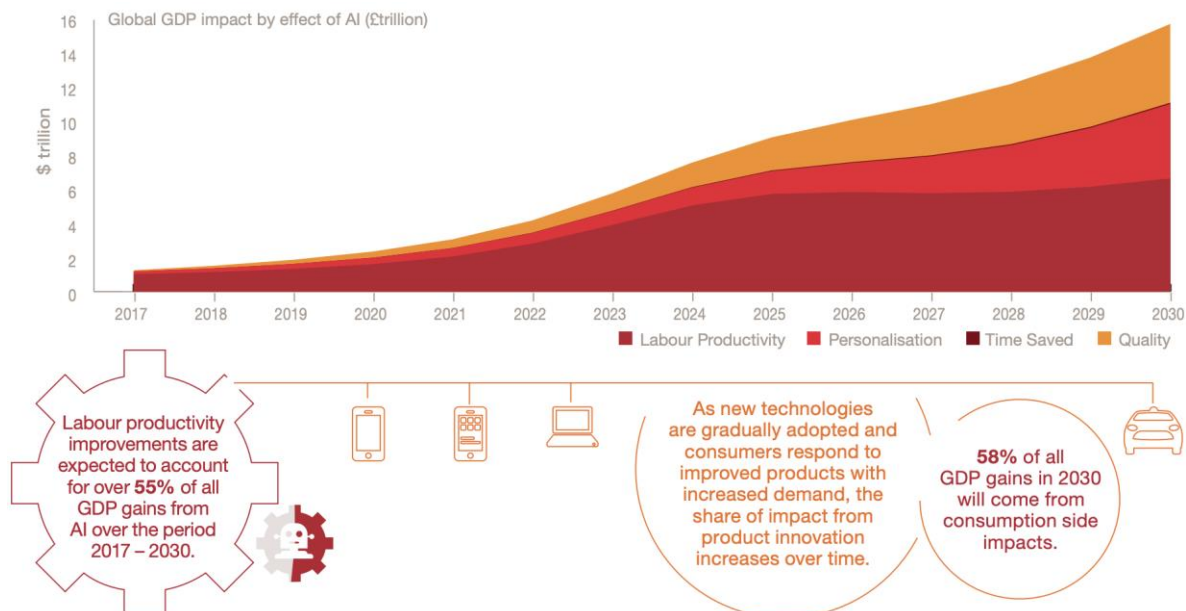 Global GDP impact by effect of AI (£trillion)
$ trillion
16
14
12
10
8
6
4
2
0
2017 2018 2019 2020 2021 2022 2023 2024 2025 2026 2027 2028 2029 2030
Labour Productivity Personalisation Time Saved Quality
Labour productivity
improvements are
expected to account
for over 55% of all
GDP gains from
AI over the period
2017 – 2030.
As new technologies
are gradually adopted and
consumers respond to
improved products with
increased demand, the
share of impact from
product innovation
increases over time.
58% of all
GDP gains in 2030
will come from
consumption side
impacts.